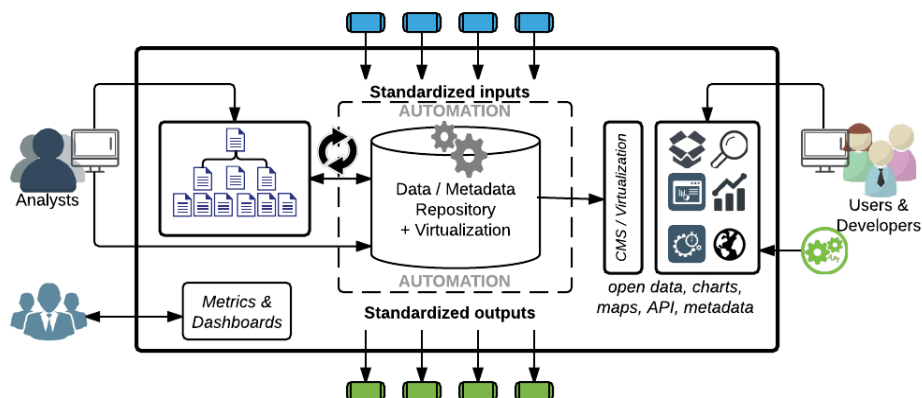 Standardized inputs
AUTOMATION
Data / Metadata
Repository
+ Virtualization
AUTOMATION
Standardized outputs
Analysts
Metrics &
Dashboards
CMS / Virtualization
open data, charts,
maps, API, metadata
Users &
Developers
API